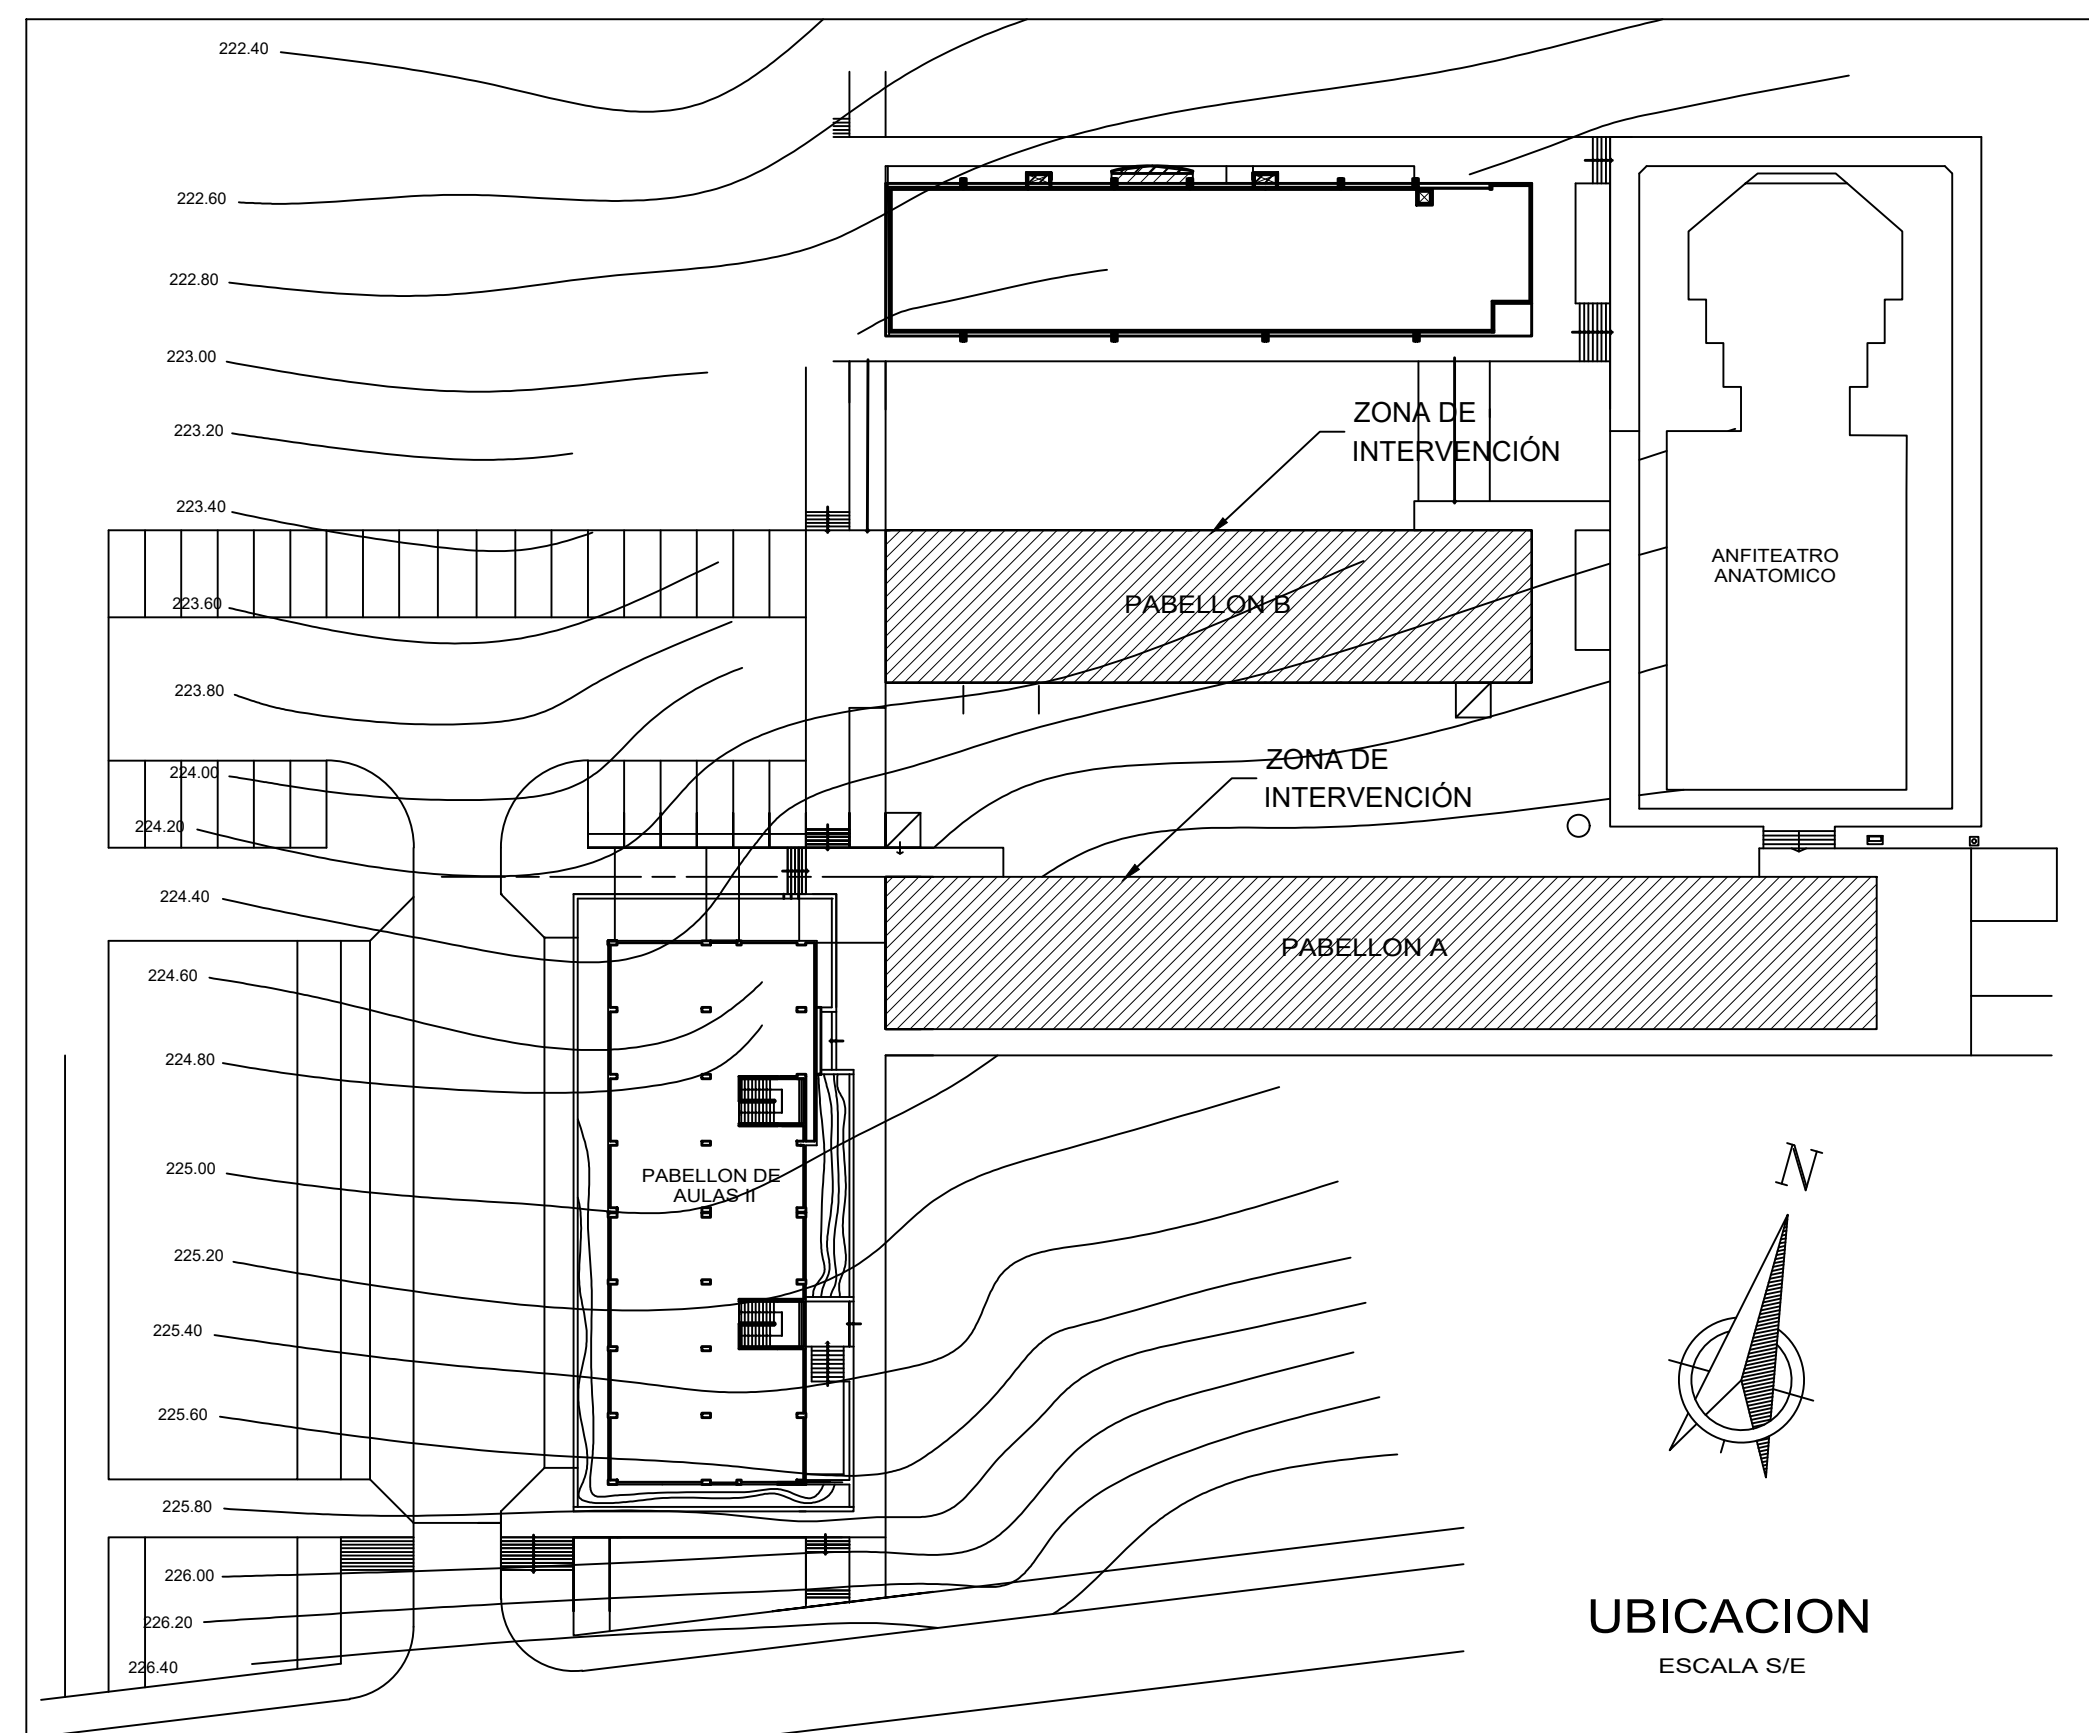 222.40
222.60
222.80
223.00
ZONA DE
INTERVENCIÓN
223.20
223.40
ANFITEATRO
ANATOMICO
223.60
PABELLON B
223.80
ZONA DE
INTERVENCIÓN
224.00
224.20
224.40
PABELLON A
224.60
224.80
N
225.00
PABELLON DE
AULAS II
225.20
225.40
225.60
225.80
226.00
226.20
226.40
UBICACION
ESCALA S/E